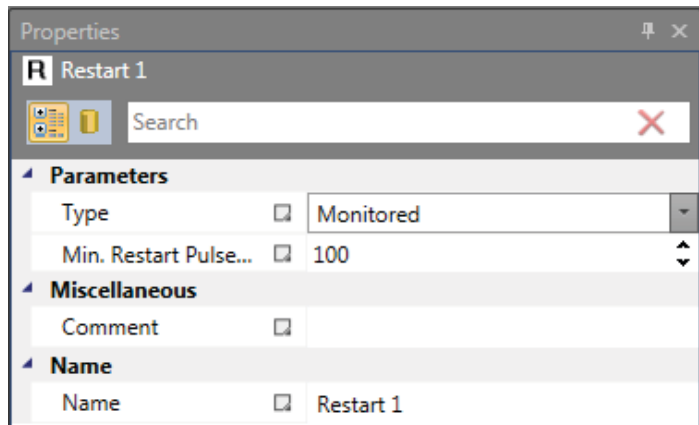 Properties
R Restart 1
Search
Parameters
Type Monitored
Min. Restart Pulse... 100
Miscellaneous
Comment
Name
Name Restart 1